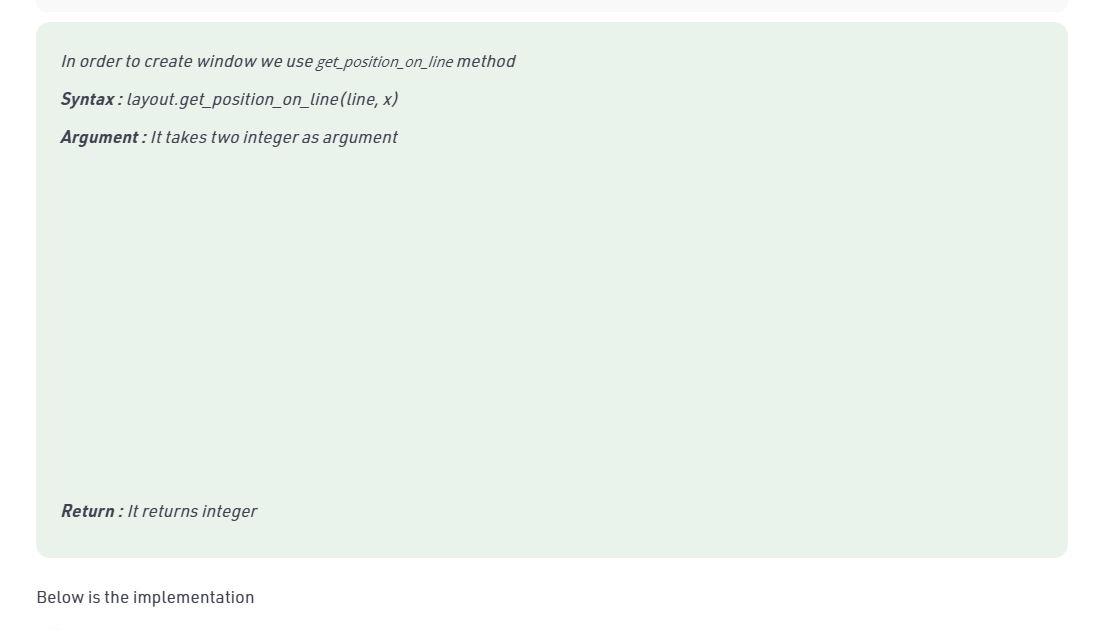 In order to create window we use get_position_on_line method
Syntax : layout.get_position_on_line(line, x)
Argument : It takes two integer as argument
Return : It returns integer
Below is the implementation